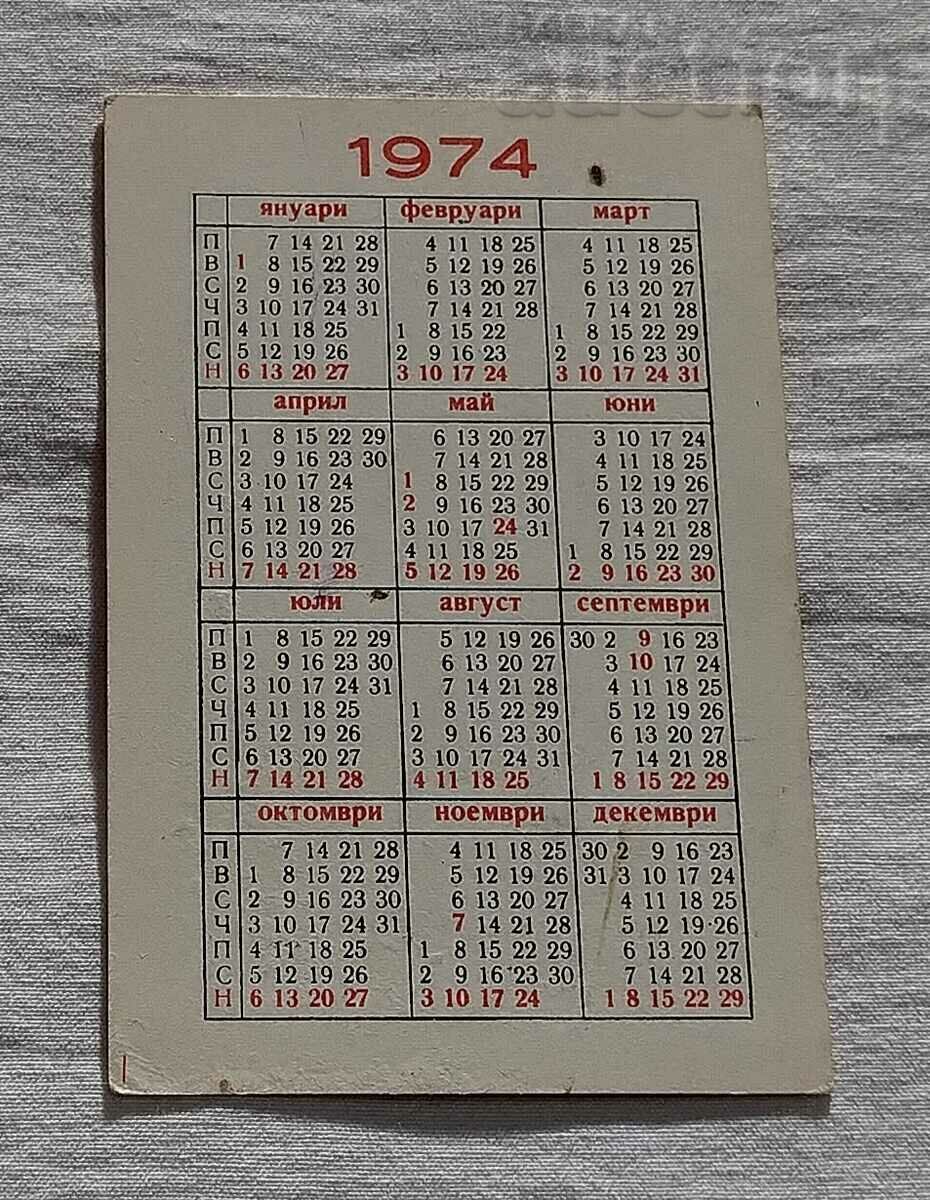 auction.bg
1974
януари февруари март
П 7 14 21 28 4 11 18 25 4 11 18 25
В 1 8 15 22 29 5 12 19 26 5 12 19 26
С 2 9 16 23 30 6 13 20 27 6 13 20 27
Ч 3 10 17 24 31 7 14 21 28 7 14 21 28
П 4 11 18 25 1 8 15 22 1 8 15 22 29
С 5 12 19 26 2 9 16 23 2 9 16 23 30
Н 6 13 20 27 3 10 17 24 3 10 17 24 31
април май юни
П 1 8 15 22 29 6 13 20 27 3 10 17 24
В 2 9 16 23 30 7 14 21 28 4 11 18 25
С 3 10 17 24 1 8 15 22 29 5 12 19 26
Ч 4 11 18 25 2 9 16 23 30 6 13 20 27
П 5 12 19 26 3 10 17 24 31 7 14 21 28
С 6 13 20 27 4 11 18 25 1 8 15 22 29
Н 7 14 21 28 5 12 19 26 2 9 16 23 30
юли август септември
П 1 8 15 22 29 5 12 19 26 30 2 9 16 23
В 2 9 16 23 30 6 13 20 27 3 10 17 24
С 3 10 17 24 31 7 14 21 28 4 11 18 25
Ч 4 11 18 25 1 8 15 22 29 5 12 19 26
П 5 12 19 26 2 9 16 23 30 6 13 20 27
С 6 13 20 27 3 10 17 24 31 7 14 21 28
Н 7 14 21 28 4 11 18 25 1 8 15 22 29
октомври ноември декември
П 7 14 21 28 4 11 18 25 30 2 9 16 23
В 1 8 15 22 29 5 12 19 26 31 3 10 17 24
С 2 9 16 23 30 6 13 20 27 4 11 18 25
Ч 3 10 17 24 31 7 14 21 28 5 12 19 26
П 4 11 18 25 1 8 15 22 29 6 13 20 27
С 5 12 19 26 2 9 16 23 30 7 14 21 28
Н 6 13 20 27 3 10 17 24 1 8 15 22 29